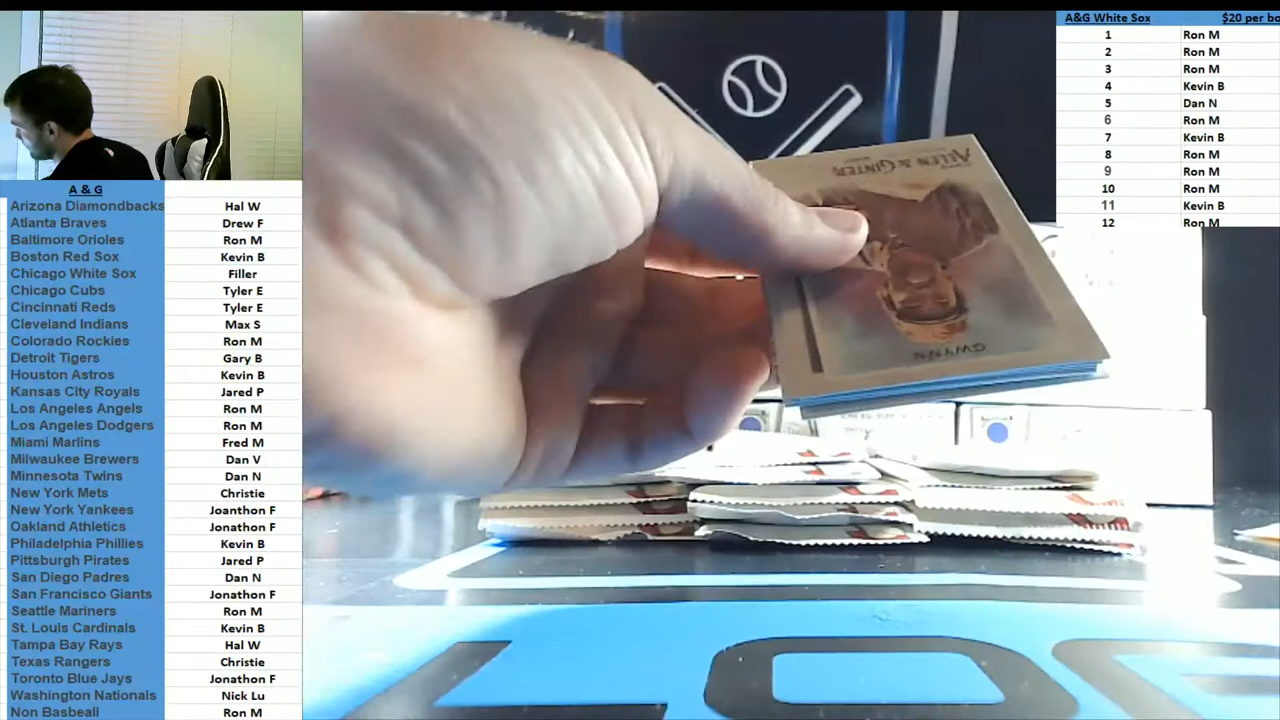 A & G
Arizona Diamondbacks Hal W
Atlanta Braves Drew F
Baltimore Orioles Ron M
Boston Red Sox Kevin B
Chicago White Sox Filler
Chicago Cubs Tyler E
Cincinnati Reds Tyler E
Cleveland Indians Max S
Colorado Rockies Ron M
Detroit Tigers Gary B
Houston Astros Kevin B
Kansas City Royals Jared P
Los Angeles Angels Ron M
Los Angeles Dodgers Ron M
Miami Marlins Fred M
Milwaukee Brewers Dan V
Minnesota Twins Dan N
New York Mets Christie
New York Yankees Joanthon F
Oakland Athletics Jonathon F
Philadelphia Phillies Kevin B
Pittsburgh Pirates Jared P
San Diego Padres Dan N
San Francisco Giants Jonathon F
Seattle Mariners Ron M
St. Louis Cardinals Kevin B
Tampa Bay Rays Hal W
Texas Rangers Christie
Toronto Blue Jays Jonathon F
Washington Nationals Nick Lu
Non Basbeall Ron M
ALLEN & GINTER
GWYNN
A&G White Sox $20 per bo
1 Ron M
2 Ron M
3 Ron M
4 Kevin B
5 Dan N
6 Ron M
7 Kevin B
8 Ron M
9 Ron M
10 Ron M
11 Kevin B
12 Ron M